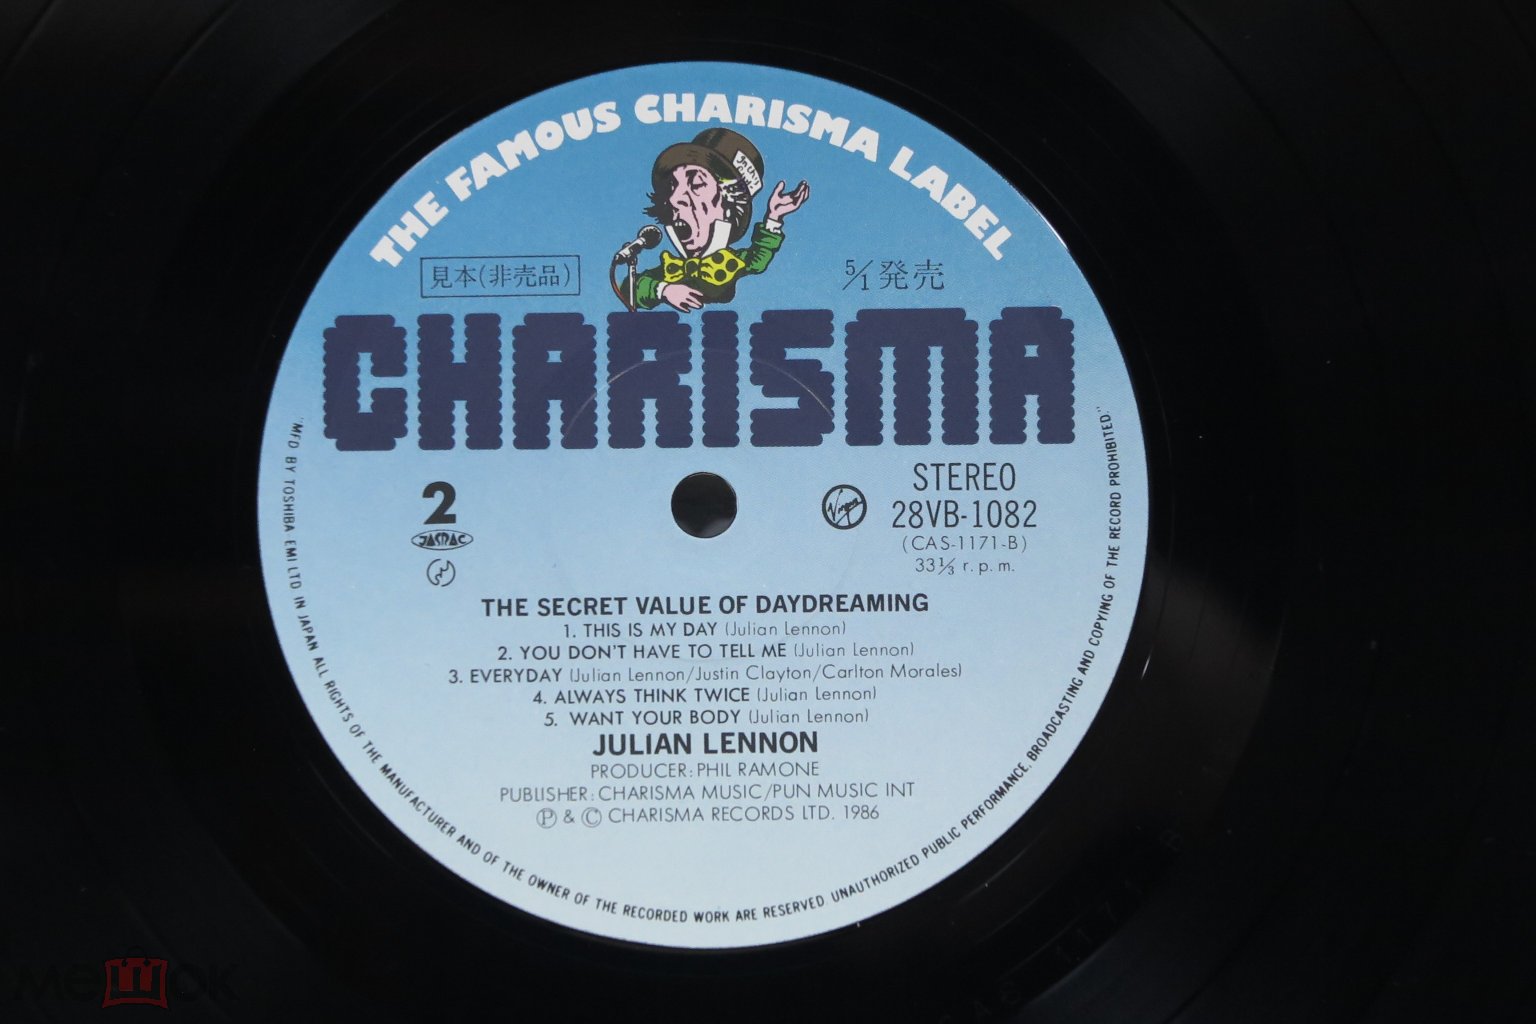 THE FAMOUS CHARISMA LABEL
見本(非売品)
5/1発売
CHARISMA
2
JASRAC
STEREO
Virgin
28VB-1082
(CAS-1171-B)
33⅓ r.p.m.
THE SECRET VALUE OF DAYDREAMING
1. THIS IS MY DAY (Julian Lennon)
2. YOU DON'T HAVE TO TELL ME (Julian Lennon)
3. EVERYDAY (Julian Lennon/Justin Clayton/Carlton Morales)
4. ALWAYS THINK TWICE (Julian Lennon)
5. WANT YOUR BODY (Julian Lennon)
JULIAN LENNON
PRODUCER: PHIL RAMONE
PUBLISHER: CHARISMA MUSIC/PUN MUSIC INT
Ⓟ & © CHARISMA RECORDS LTD. 1986
"MFD BY TOSHIBA EMI LTD IN JAPAN ALL RIGHTS OF THE MANUFACTURER AND OF THE OWNER OF THE RECORDED WORK ARE RESERVED. UNAUTHORIZED PUBLIC PERFORMANCE, BROADCASTING AND COPYING OF THE RECORD PROHIBITED."
мешок